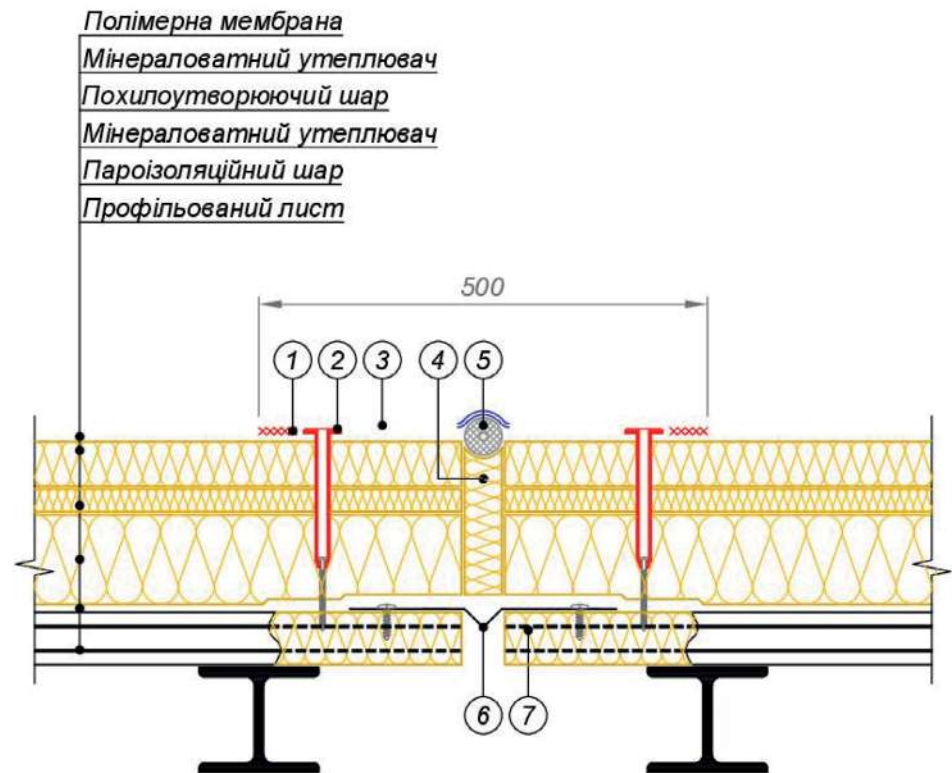 Полімерна мембрана
Мінераловатний утеплювач
Похилоутворюючий шар
Мінераловатний утеплювач
Пароізоляційний шар
Профільований лист
500
1 2 3 4 5
6 7